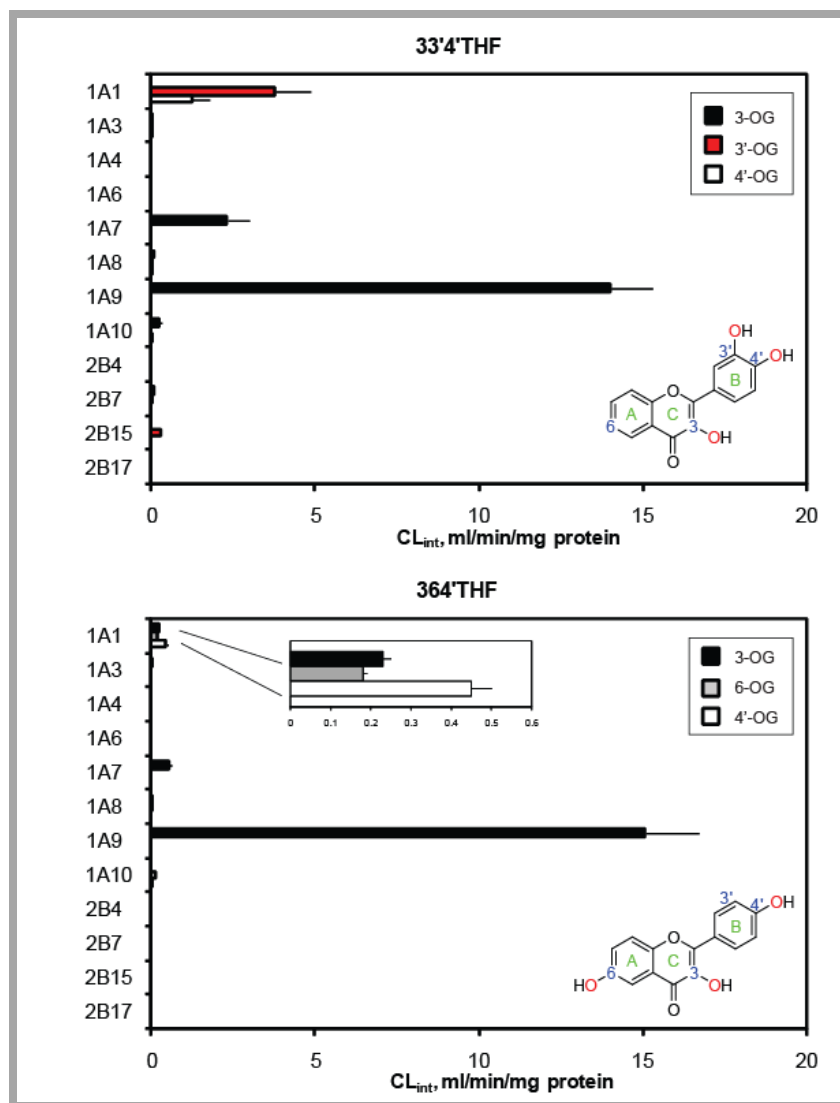 33'4'THF
1A1
1A3
1A4
1A6
1A7
1A8
1A9
1A10
2B4
2B7
2B15
2B17
3-OG
3'-OG
4'-OG
OH
3'
4'
OH
B
O
A
C
6
3
OH
O
0
5
10
15
20
CLint, ml/min/mg protein
364'THF
1A1
1A3
1A4
1A6
1A7
1A8
1A9
1A10
2B4
2B7
2B15
2B17
0
0.1
0.2
0.3
0.4
0.5
0.6
3-OG
6-OG
4'-OG
3'
4'
OH
B
O
A
C
6
3
HO
OH
O
0
5
10
15
20
CLint, ml/min/mg protein